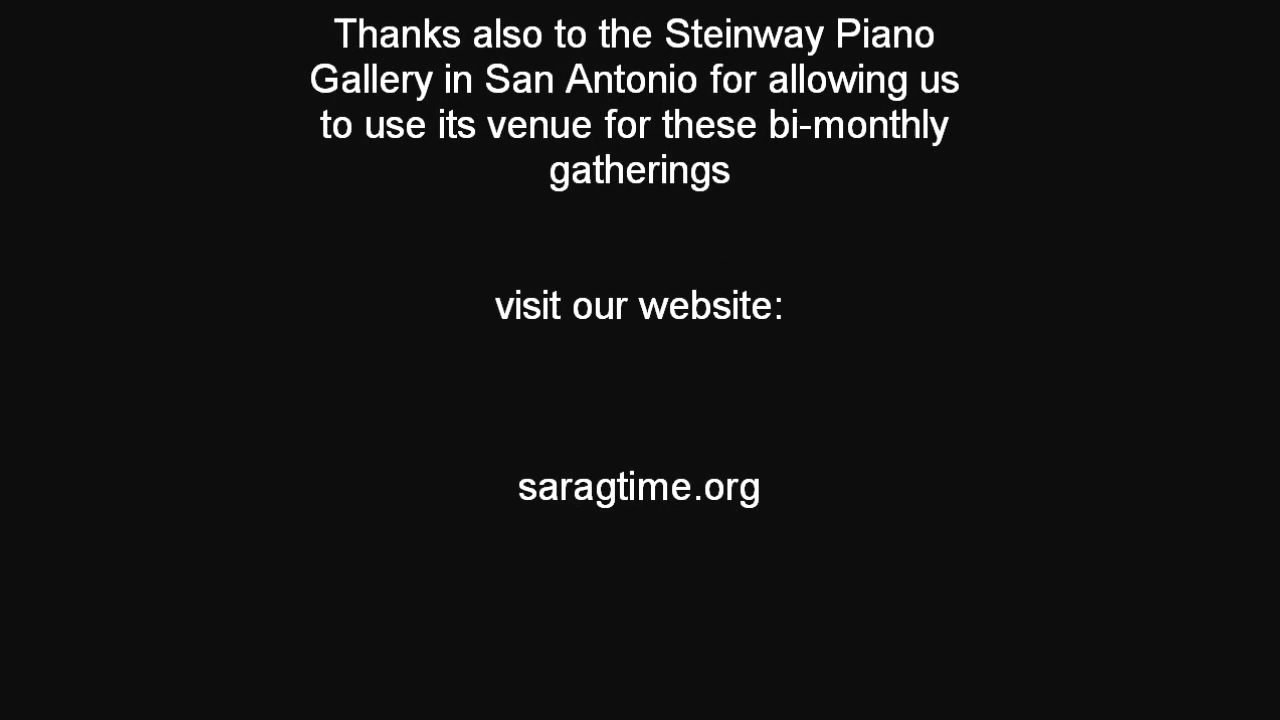 Thanks also to the Steinway Piano
Gallery in San Antonio for allowing us
to use its venue for these bi-monthly
gatherings
visit our website:
saragtime.org